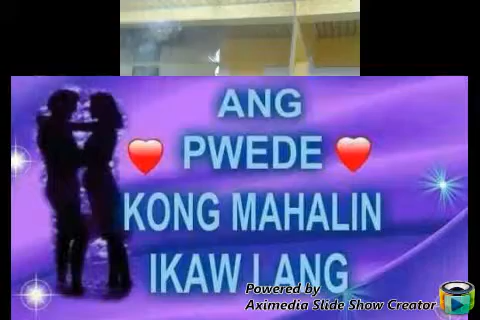 ANG
PWEDE
KONG MAHALIN
IKAW LANG
Powered by
Aximedia Slide Show Creator